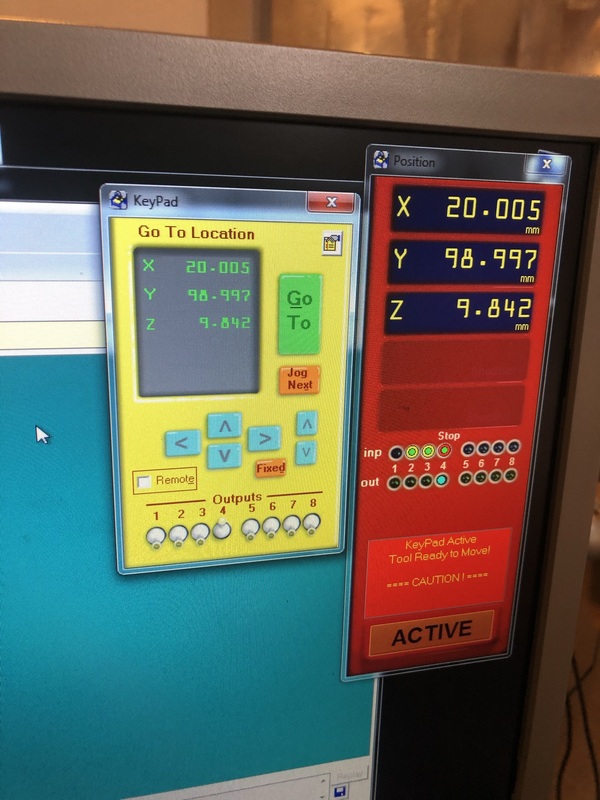 KeyPad
Go To Location
X 20.005
Y 98.997
Z 9.842
Go
To
Jog
Next
< ^ v >
^ v
Fixed
Remote
Outputs
1 2 3 4 5 6 7 8
Position
X 20.005
mm
Y 98.997
mm
Z 9.842
mm
Stop
inp
1 2 3 4 5 6 7 8
out
KeyPad Active
Tool Ready to Move!
==== CAUTION! ====
ACTIVE
Replay